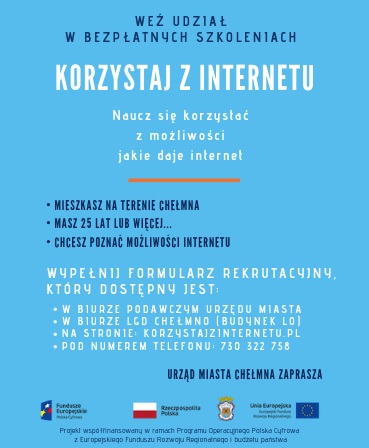 WEŹ UDZIAŁ
W BEZPŁATNYCH SZKOLENIACH
KORZYSTAJ Z INTERNETU
Naucz się korzystać
z możliwości
jakie daje internet
• MIESZKASZ NA TERENIE CHEŁMNA
• MASZ 25 LAT LUB WIĘCEJ...
• CHCESZ POZNAĆ MOŻLIWOŚCI INTERNETU
WYPEŁNIJ FORMULARZ REKRUTACYJNY,
KTÓRY DOSTĘPNY JEST:
• W BIURZE PODAWCZYM URZĘDU MIASTA
• W BIURZE LGD CHEŁMNO (BUDYNEK LO)
• NA STRONIE: KORZYSTAJZINTERNETU.PL
• POD NUMEREM TELEFONU: 730 322 758
URZĄD MIASTA CHEŁMNA ZAPRASZA
Fundusze
Europejskie
Polska Cyfrowa
Rzeczpospolita
Polska
Unia Europejska
Europejski Fundusz
Rozwoju Regionalnego
Projekt współfinansowany w ramach Programu Operacyjnego Polska Cyfrowa
z Europejskiego Funduszu Rozwoju Regionalnego i budżetu państwa